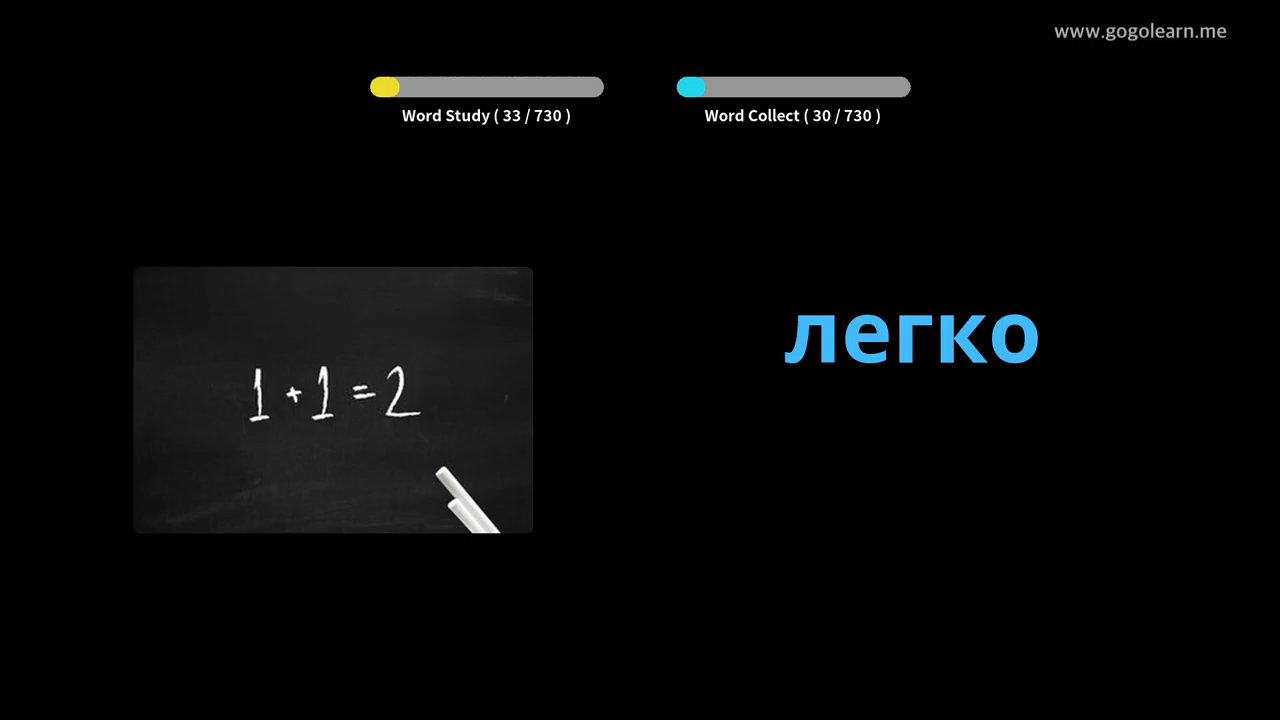 www.gogolearn.me
Word Study ( 33 / 730 )
Word Collect ( 30 / 730 )
легко
1 + 1 = 2